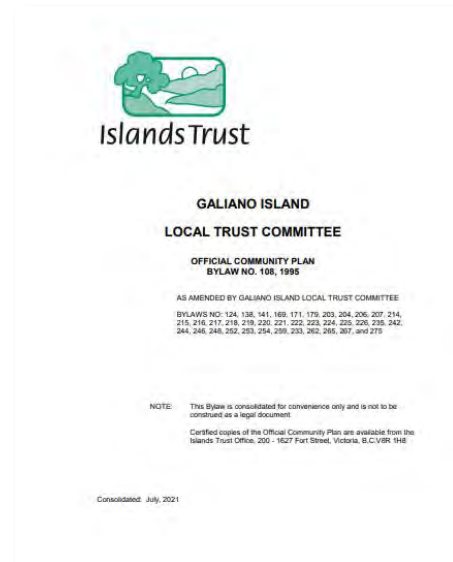 Islands Trust
GALIANO ISLAND
LOCAL TRUST COMMITTEE
OFFICIAL COMMUNITY PLAN
BYLAW NO. 108, 1995
AS AMENDED BY GALIANO ISLAND LOCAL TRUST COMMITTEE
BYLAWS NO: 124, 138, 141, 169, 171, 179, 203, 204, 206, 207, 214,
215, 216, 217, 218, 219, 220, 221, 222, 223, 224, 225, 226, 235, 242,
244, 246, 248, 252, 253, 254, 259, 233, 262, 265, 267, and 275
NOTE: This Bylaw is consolidated for convenience only and is not to be
construed as a legal document
Certified copies of the Official Community Plan are available from the
Islands Trust Office, 200 - 1627 Fort Street, Victoria, B.C.V8R 1H8
Consolidated: July, 2021